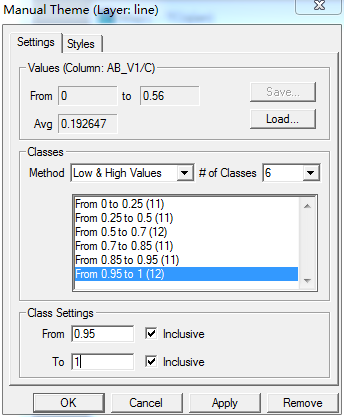 Manual Theme (Layer: line)
Settings Styles
Values (Column: AB_V1/C)
From 0 to 0.56 Save...
Avg 0.192647 Load...
Classes
Method Low & High Values # of Classes 6
From 0 to 0.25 (11)
From 0.25 to 0.5 (11)
From 0.5 to 0.7 (12)
From 0.7 to 0.85 (11)
From 0.85 to 0.95 (11)
From 0.95 to 1 (12)
Class Settings
From 0.95 Inclusive
To 1 Inclusive
OK Cancel Apply Remove